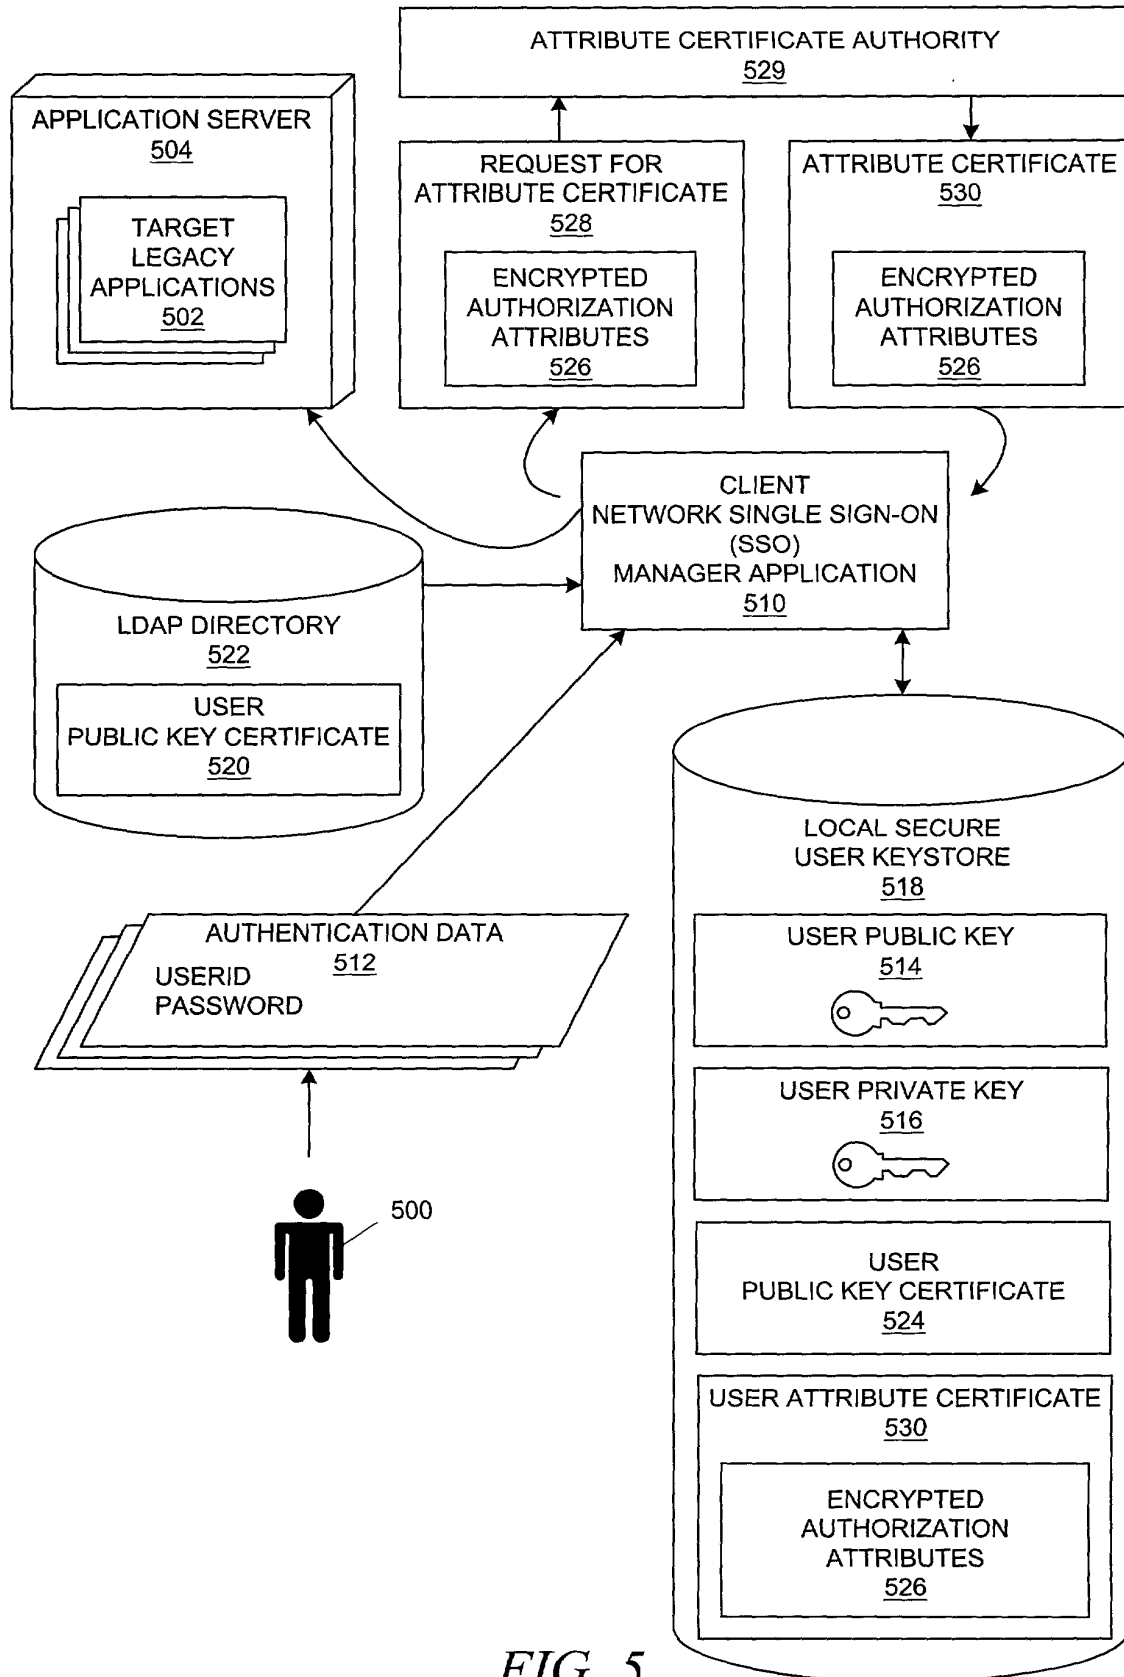 ATTRIBUTE CERTIFICATE AUTHORITY
529
APPLICATION SERVER
504
TARGET
LEGACY
APPLICATIONS
502
REQUEST FOR
ATTRIBUTE CERTIFICATE
528
ENCRYPTED
AUTHORIZATION
ATTRIBUTES
526
ATTRIBUTE CERTIFICATE
530
ENCRYPTED
AUTHORIZATION
ATTRIBUTES
526
CLIENT
NETWORK SINGLE SIGN-ON
(SSO)
MANAGER APPLICATION
510
LDAP DIRECTORY
522
USER
PUBLIC KEY CERTIFICATE
520
AUTHENTICATION DATA
512
USERID
PASSWORD
500
LOCAL SECURE
USER KEYSTORE
518
USER PUBLIC KEY
514
USER PRIVATE KEY
516
USER
PUBLIC KEY CERTIFICATE
524
USER ATTRIBUTE CERTIFICATE
530
ENCRYPTED
AUTHORIZATION
ATTRIBUTES
526
FIG. 5